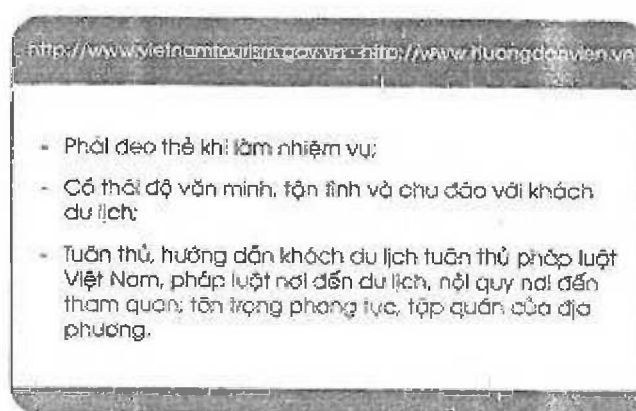 http://www.vietnamtourism.gov.vn - http://www.huongdanvien.vn
- Phải đeo thẻ khi làm nhiệm vụ;
- Có thái độ văn minh, tận tình và chu đáo với khách
du lịch;
- Tuân thủ, hướng dẫn khách du lịch tuân thủ pháp luật
Việt Nam, pháp luật nơi đến du lịch, nội quy nơi đến
tham quan; tôn trọng phong tục, tập quán của địa
phương.